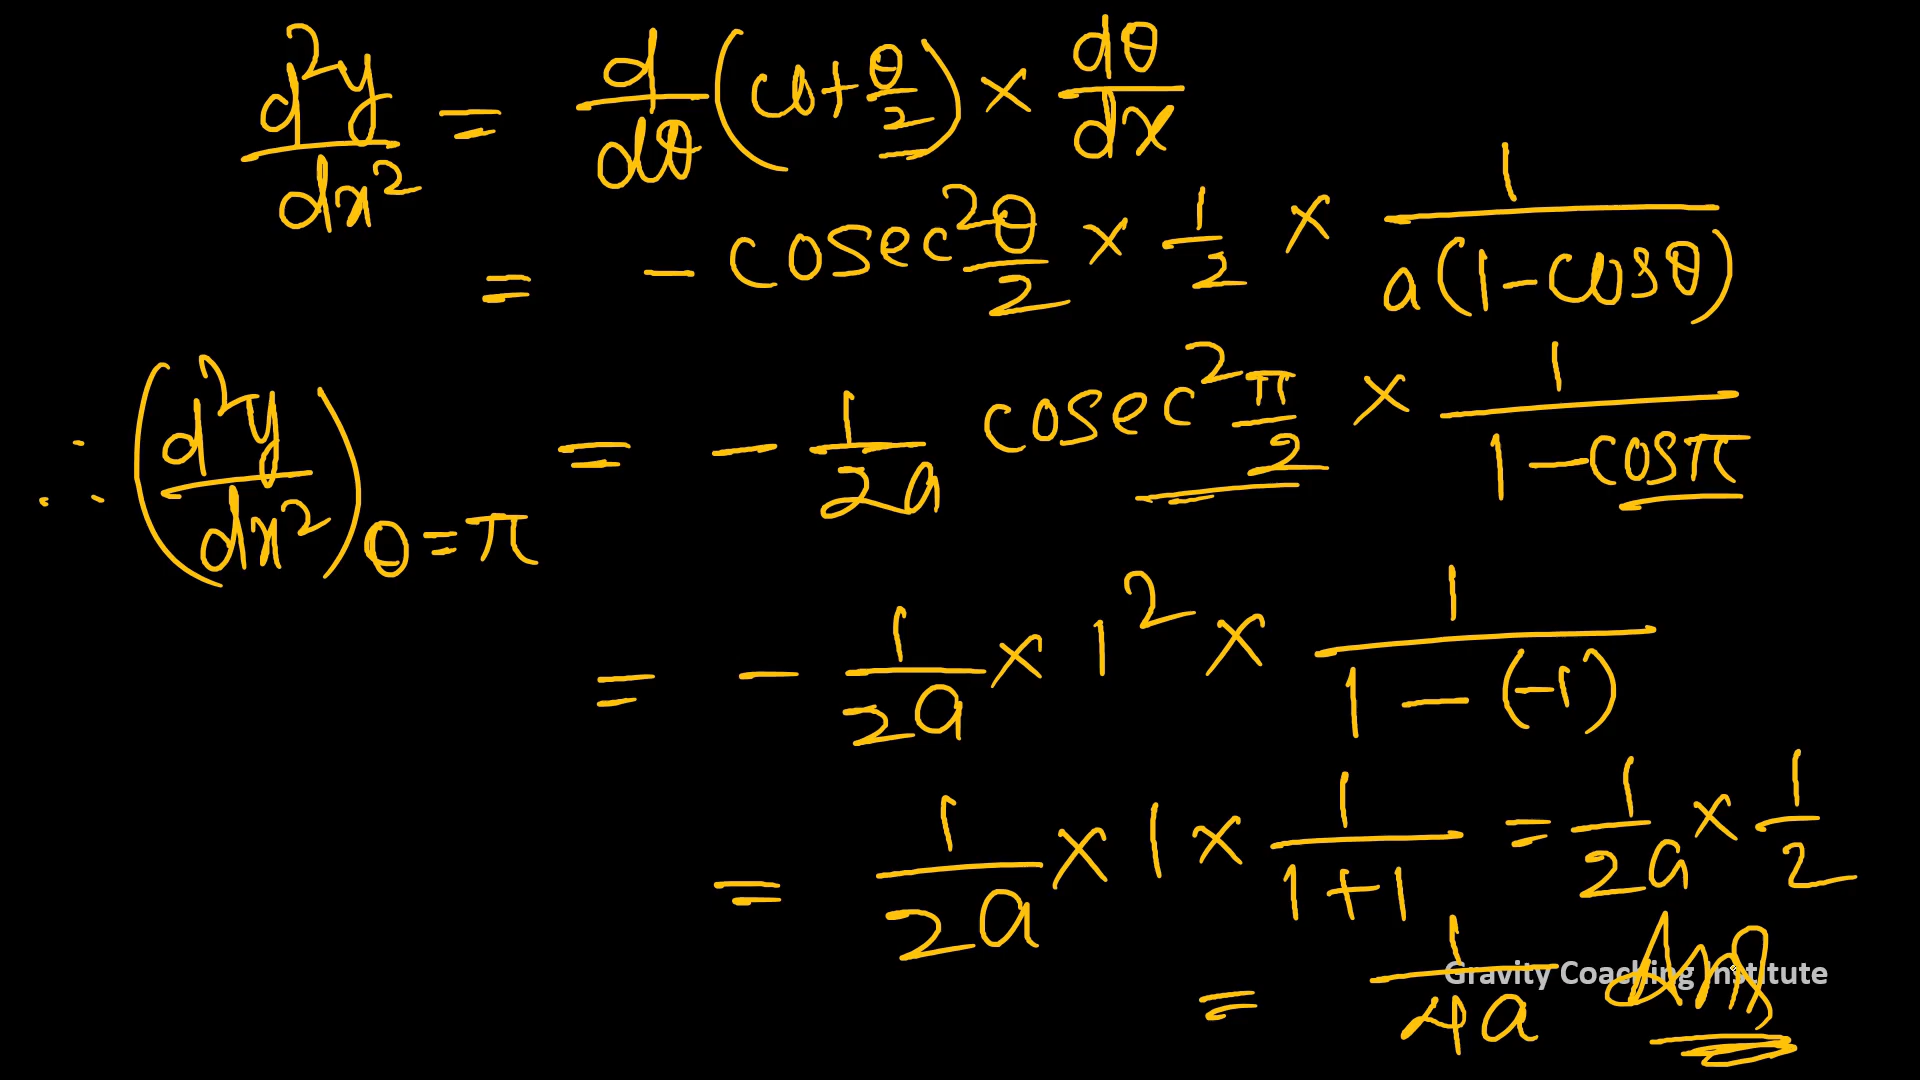 d²y/dx² = d/dθ (cot θ/2) × dθ/dx
= - cosec² θ/2 × 1/2 × 1/a(1-cosθ)
∴ (d²y/dx²)θ=π = - 1/2a cosec² π/2 × 1/1-cosπ
= - 1/2a × 1² × 1/1-(-1)
= 1/2a × 1 × 1/1+1 = 1/2a × 1/2
= 1/4a Ans
Gravity Coaching Institute